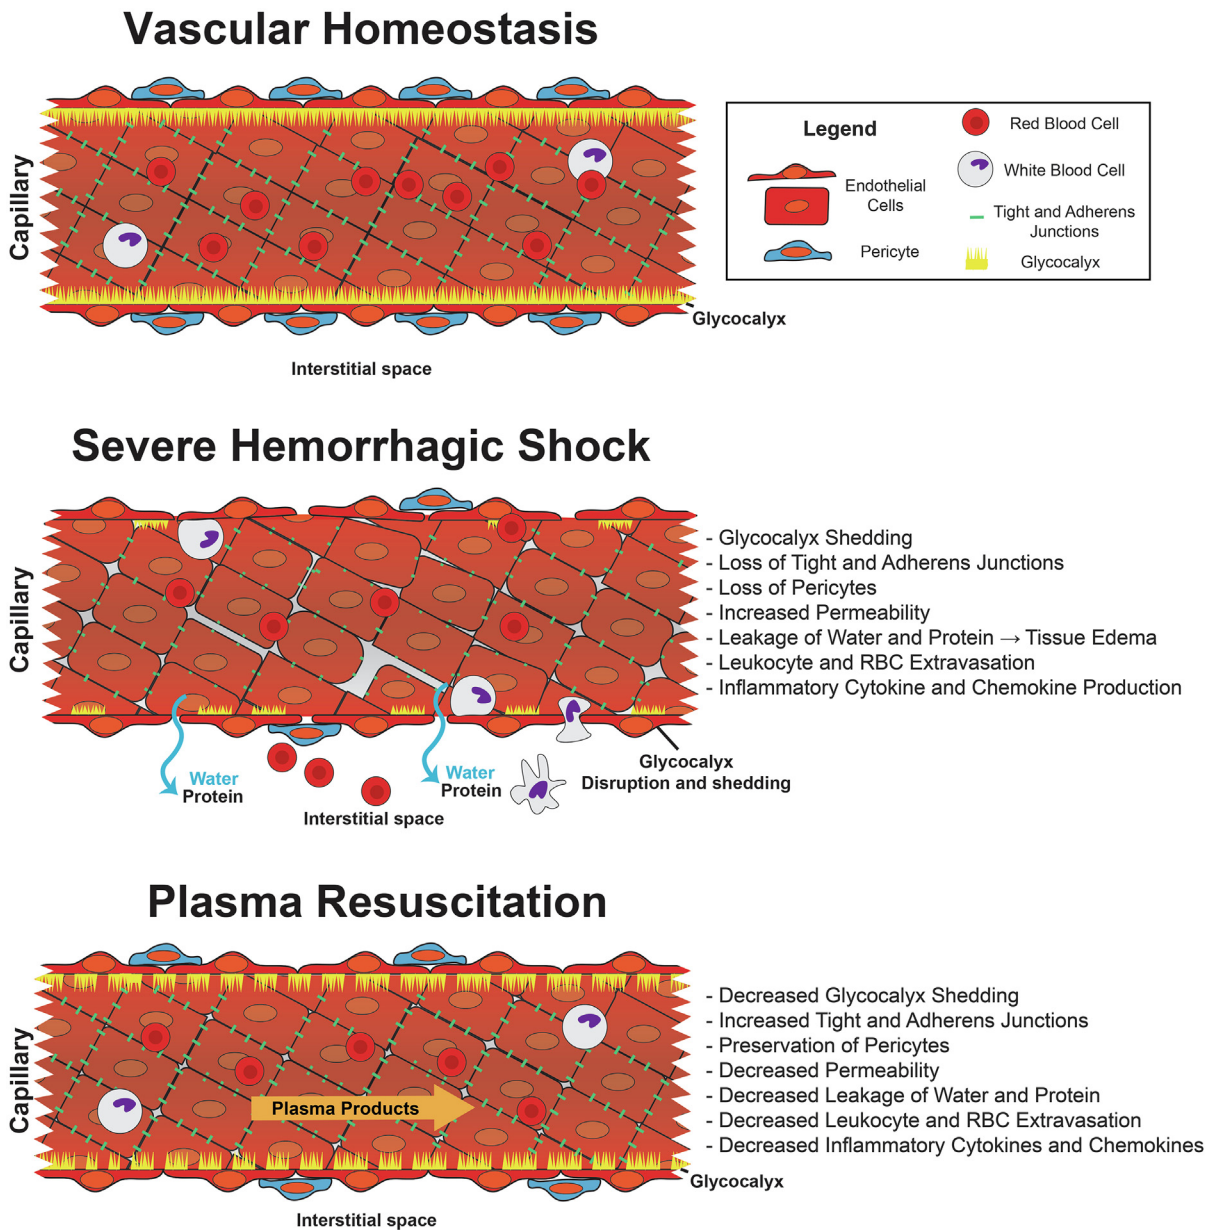 Vascular Homeostasis
Capillary
Legend
Endothelial
Cells
Pericyte
Red Blood Cell
White Blood Cell
Tight and Adherens
Junctions
Glycocalyx
Glycocalyx
Interstitial space
Severe Hemorrhagic Shock
Capillary
- Glycocalyx Shedding
- Loss of Tight and Adherens Junctions
- Loss of Pericytes
- Increased Permeability
- Leakage of Water and Protein → Tissue Edema
- Leukocyte and RBC Extravasation
- Inflammatory Cytokine and Chemokine Production
Water
Protein
Water
Protein
Glycocalyx
Disruption and shedding
Interstitial space
Plasma Resuscitation
Capillary
Plasma Products
- Decreased Glycocalyx Shedding
- Increased Tight and Adherens Junctions
- Preservation of Pericytes
- Decreased Permeability
- Decreased Leakage of Water and Protein
- Decreased Leukocyte and RBC Extravasation
- Decreased Inflammatory Cytokines and Chemokines
Glycocalyx
Interstitial space